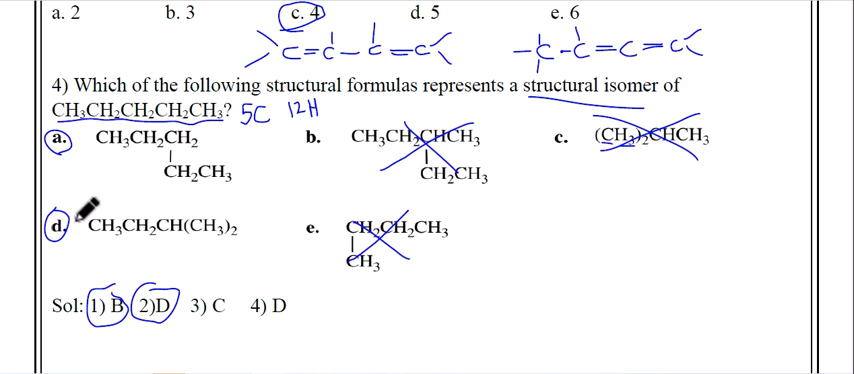 a. 2 b. 3 c. 4 d. 5 e. 6
C=C-C=C -C-C=C=C
4) Which of the following structural formulas represents a structural isomer of
CH₃CH₂CH₂CH₂CH₃? 5C 12H
a. CH₃CH₂CH₂ b. CH₃CH₂CHCH₃ c. (CH₃)₂CHCH₃
CH₂CH₃ CH₂CH₃
d. CH₃CH₂CH(CH₃)₂ e. CH₂CH₂CH₃
CH₃
Sol: 1) B 2)D 3) C 4) D